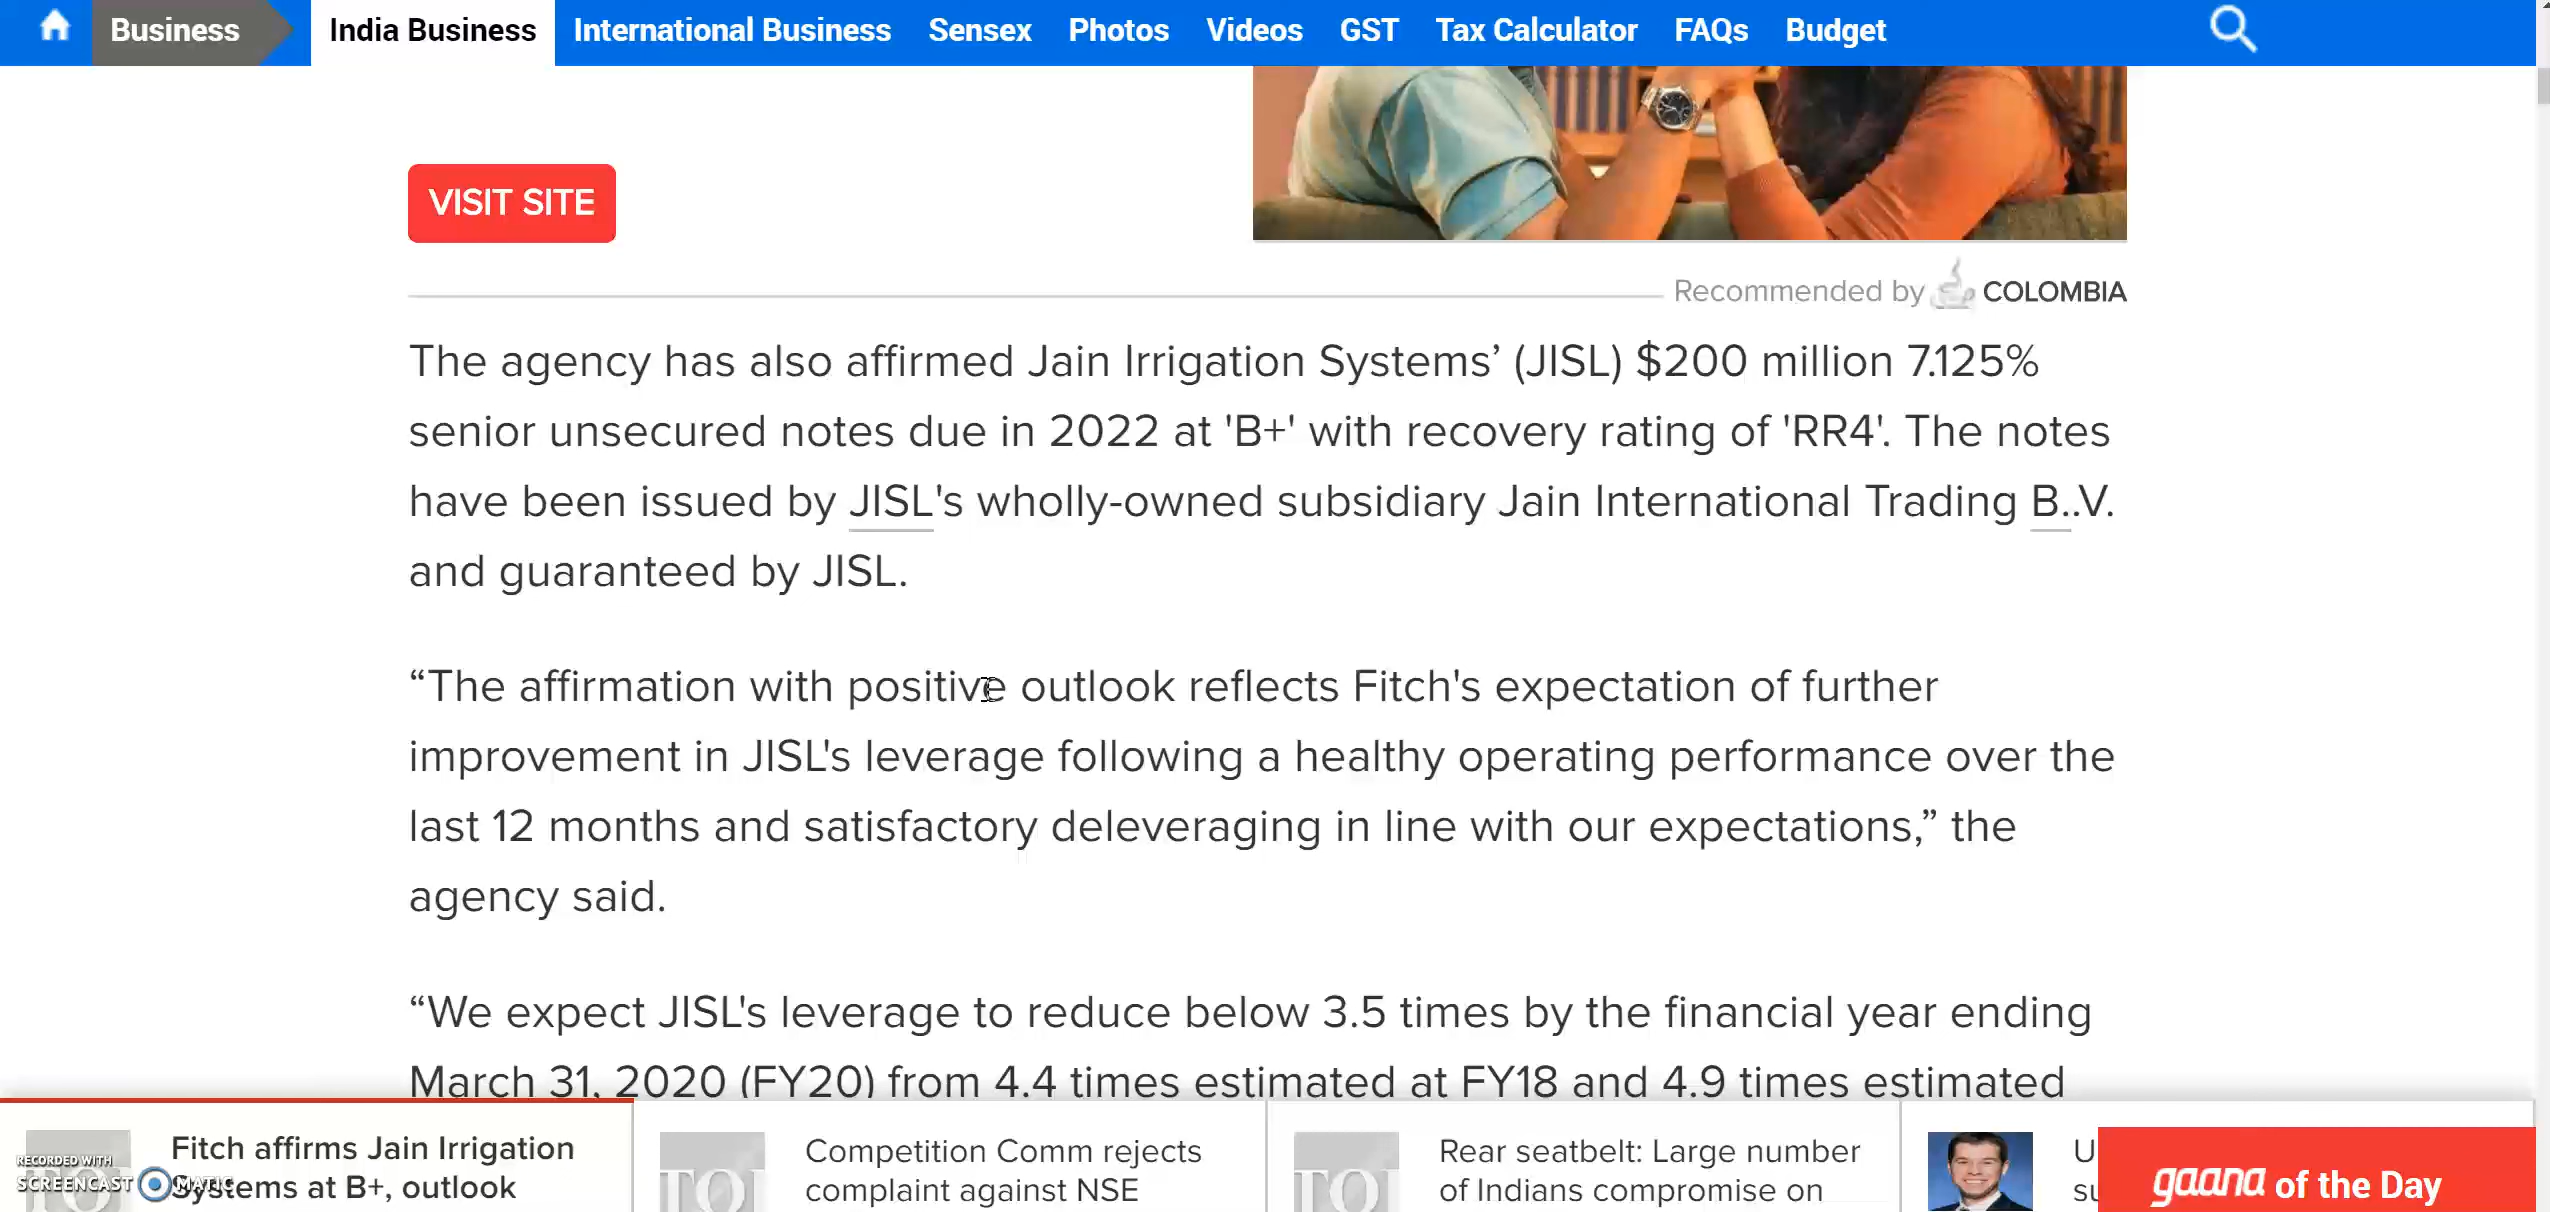 Business India Business International Business Sensex Photos Videos GST Tax Calculator FAQs Budget
VISIT SITE
Recommended by COLOMBIA
The agency has also affirmed Jain Irrigation Systems’ (JISL) $200 million 7.125%
senior unsecured notes due in 2022 at 'B+' with recovery rating of 'RR4'. The notes
have been issued by JISL's wholly-owned subsidiary Jain International Trading B..V.
and guaranteed by JISL.
“The affirmation with positive outlook reflects Fitch's expectation of further
improvement in JISL's leverage following a healthy operating performance over the
last 12 months and satisfactory deleveraging in line with our expectations,” the
agency said.
“We expect JISL's leverage to reduce below 3.5 times by the financial year ending
March 31, 2020 (FY20) from 4.4 times estimated at FY18 and 4.9 times estimated
Fitch affirms Jain Irrigation
Systems at B+, outlook
RECORDED WITH
SCREENCAST MATIC
TOI
Competition Comm rejects
complaint against NSE
TOI
Rear seatbelt: Large number
of Indians compromise on
U
su
gaana of the Day